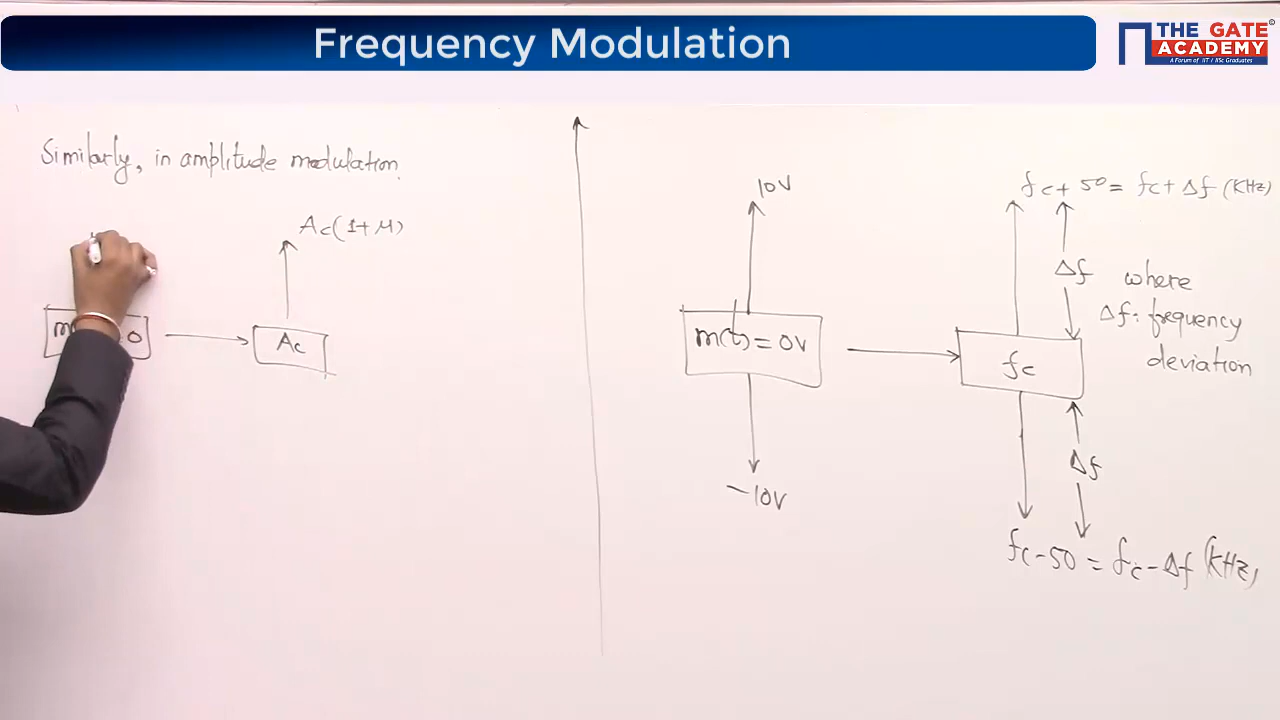 Frequency Modulation
THE GATE
ACADEMY
A Forum of IIT / IISc Graduates
Similarly, in amplitude modulation.
Ac(1+μ)
0
Ac
10V
m(t) = 0V
-10V
fc + 50 = fc + Δf (KHz)
Δf where
Δf: frequency
deviation
fc
Δf
fc - 50 = fc - Δf (KHz)